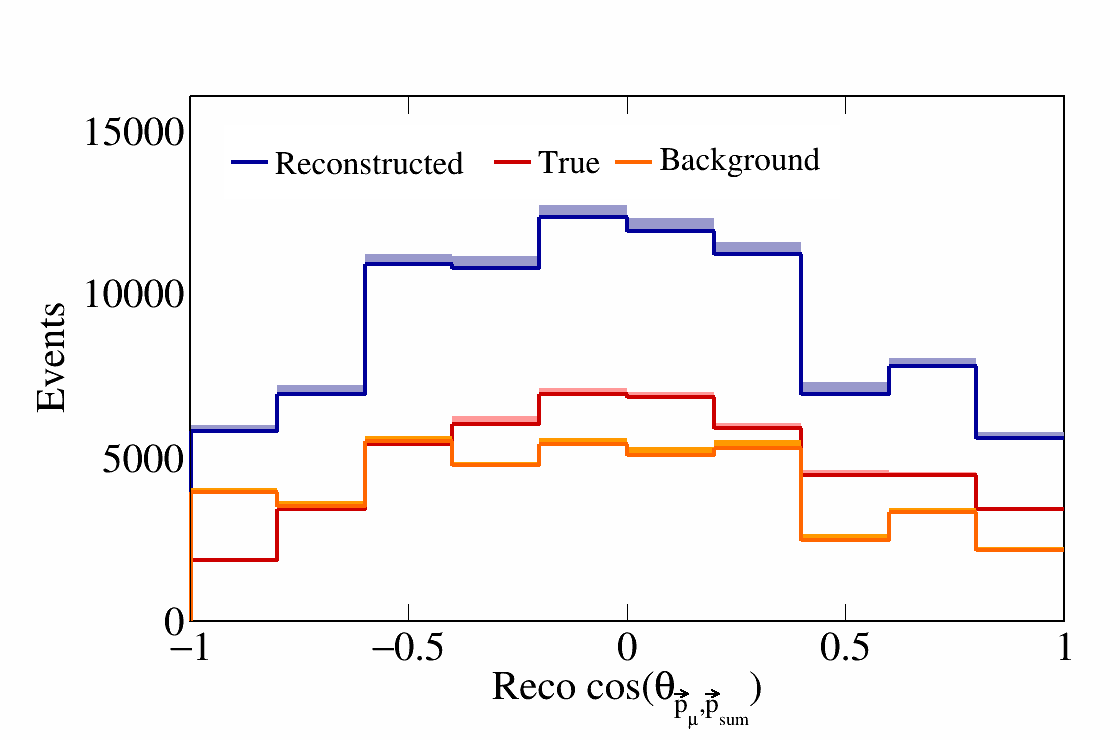 15000
Reconstructed True Background
10000
Events
5000
0
−1 −0.5 0 0.5 1
Reco cos(θ p⃗μ,p⃗sum)